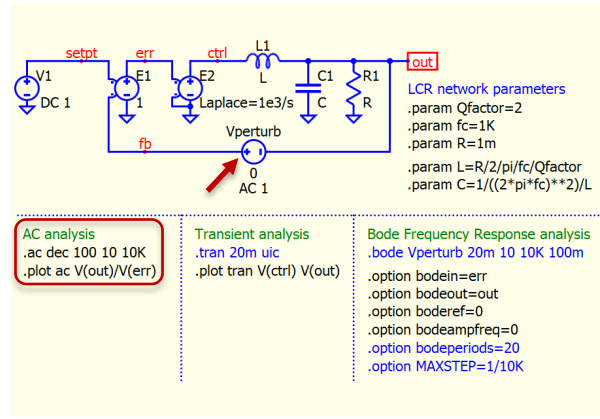 setpt
err
ctrl
L1
out
V1
E1
E2
L
C1
R1
DC 1
1
Laplace=1e3/s
C
R
fb
Vperturb
0
AC 1
LCR network parameters
.param Qfactor=2
.param fc=1K
.param R=1m
.param L=R/2/pi/fc/Qfactor
.param C=1/((2*pi*fc)**2)/L
AC analysis
.ac dec 100 10 10K
.plot ac V(out)/V(err)
Transient analysis
.tran 20m uic
.plot tran V(ctrl) V(out)
Bode Frequency Response analysis
.bode Vperturb 20m 10 10K 100m
.option bodein=err
.option bodeout=out
.option boderef=0
.option bodeampfreq=0
.option bodeperiods=20
.option MAXSTEP=1/10K